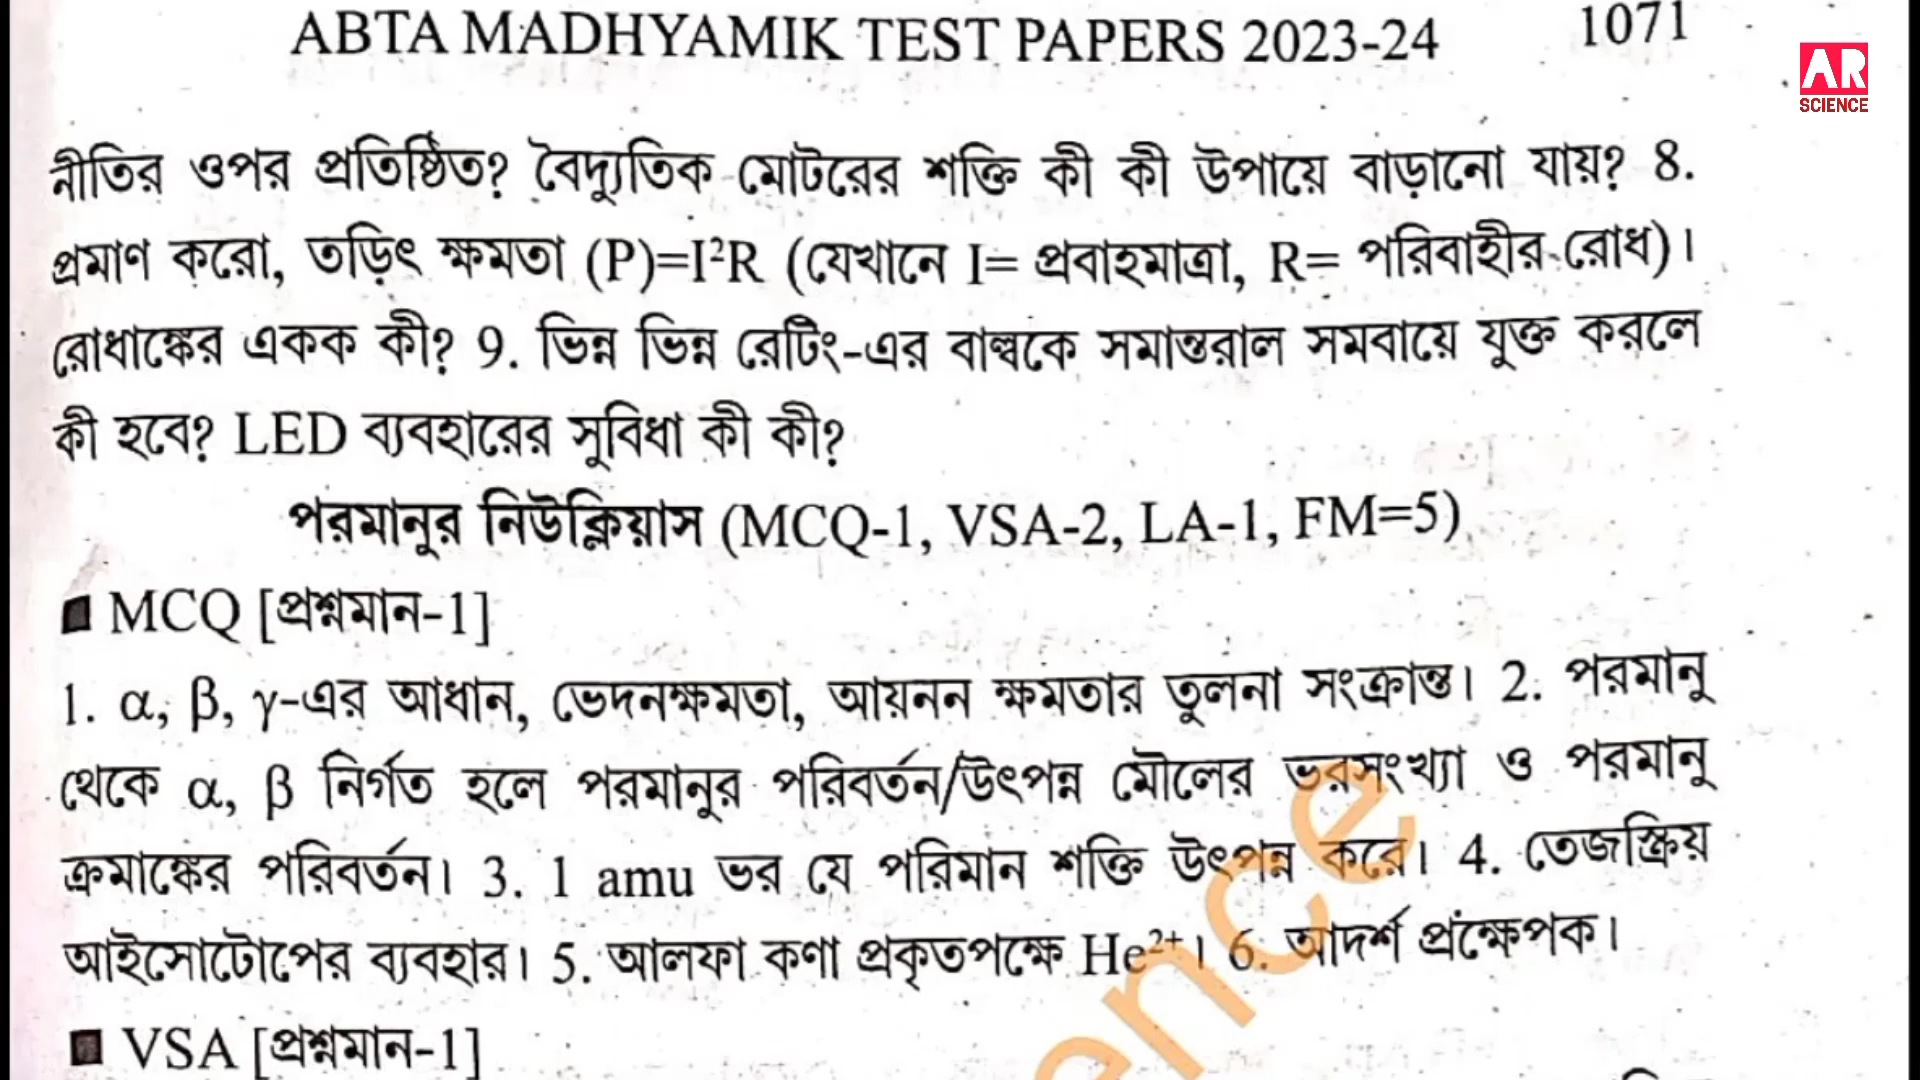 ABTA MADHYAMIK TEST PAPERS 2023-24 1071
AR
SCIENCE
নীতির ওপর প্রতিষ্ঠিত? বৈদ্যুতিক মোটরের শক্তি কী কী উপায়ে বাড়ানো যায়? 8.
প্রমাণ করো, তড়িৎ ক্ষমতা (P)=I²R (যেখানে I= প্রবাহমাত্রা, R= পরিবাহীর রোধ)।
রোধাঙ্কের একক কী? 9. ভিন্ন ভিন্ন রেটিং-এর বাল্বকে সমান্তরাল সমবায়ে যুক্ত করলে
কী হবে? LED ব্যবহারের সুবিধা কী কী?
পরমানুর নিউক্লিয়াস (MCQ-1, VSA-2, LA-1, FM=5)
■ MCQ [প্রশ্নমান-1]
1. α, β, γ-এর আধান, ভেদনক্ষমতা, আয়নন ক্ষমতার তুলনা সংক্রান্ত। 2. পরমানু
থেকে α, β নির্গত হলে পরমানুর পরিবর্তন/উৎপন্ন মৌলের ভরসংখ্যা ও পরমানু
ক্রমাঙ্কের পরিবর্তন। 3. 1 amu ভর যে পরিমান শক্তি উৎপন্ন করে। 4. তেজস্ক্রিয়
আইসোটোপের ব্যবহার। 5. আলফা কণা প্রকৃতপক্ষে He²⁺। 6. আদর্শ প্রক্ষেপক।
■ VSA [প্রশ্নমান-1]